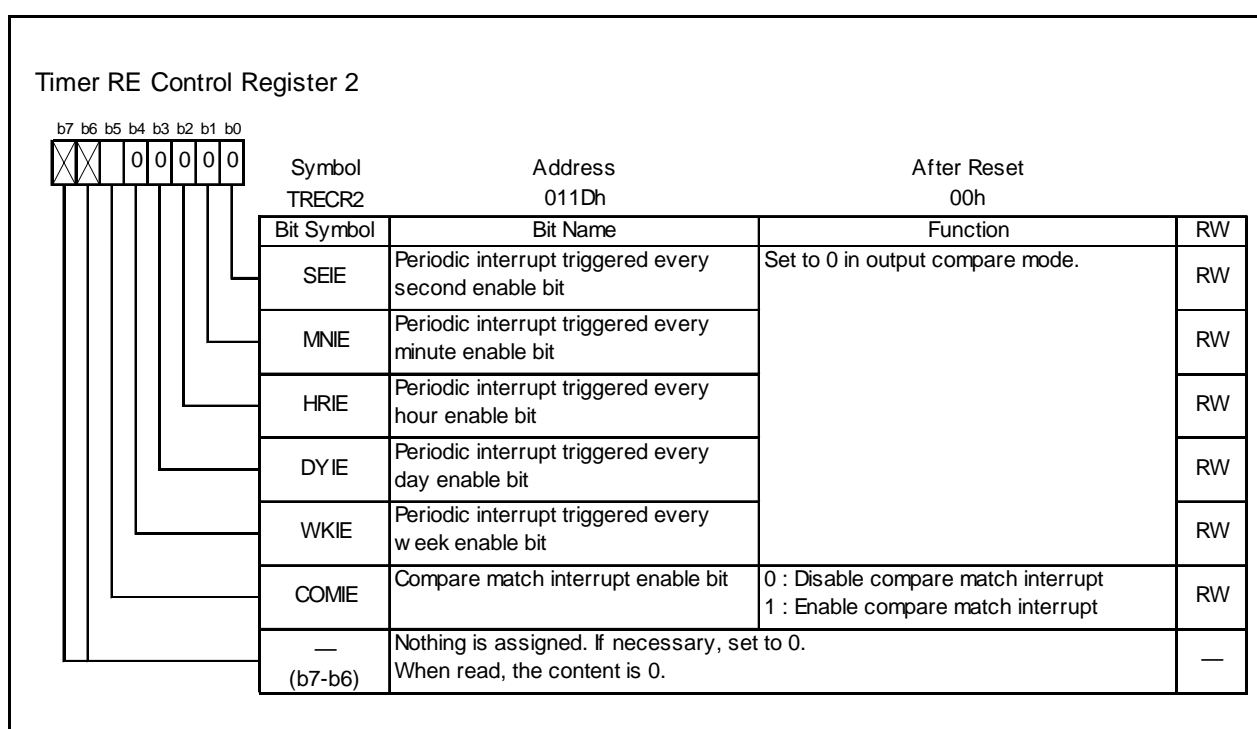 Timer RE Control Register 2
b7 b6 b5 b4 b3 b2 b1 b0
0 0 0 0 0
Symbol Address After Reset
TRECR2 011Dh 00h
Bit Symbol Bit Name Function RW
SEIE Periodic interrupt triggered every second enable bit Set to 0 in output compare mode. RW
MNIE Periodic interrupt triggered every minute enable bit RW
HRIE Periodic interrupt triggered every hour enable bit RW
DYIE Periodic interrupt triggered every day enable bit RW
WKIE Periodic interrupt triggered every week enable bit RW
COMIE Compare match interrupt enable bit 0 : Disable compare match interrupt RW
1 : Enable compare match interrupt
— Nothing is assigned. If necessary, set to 0. —
(b7-b6) When read, the content is 0.